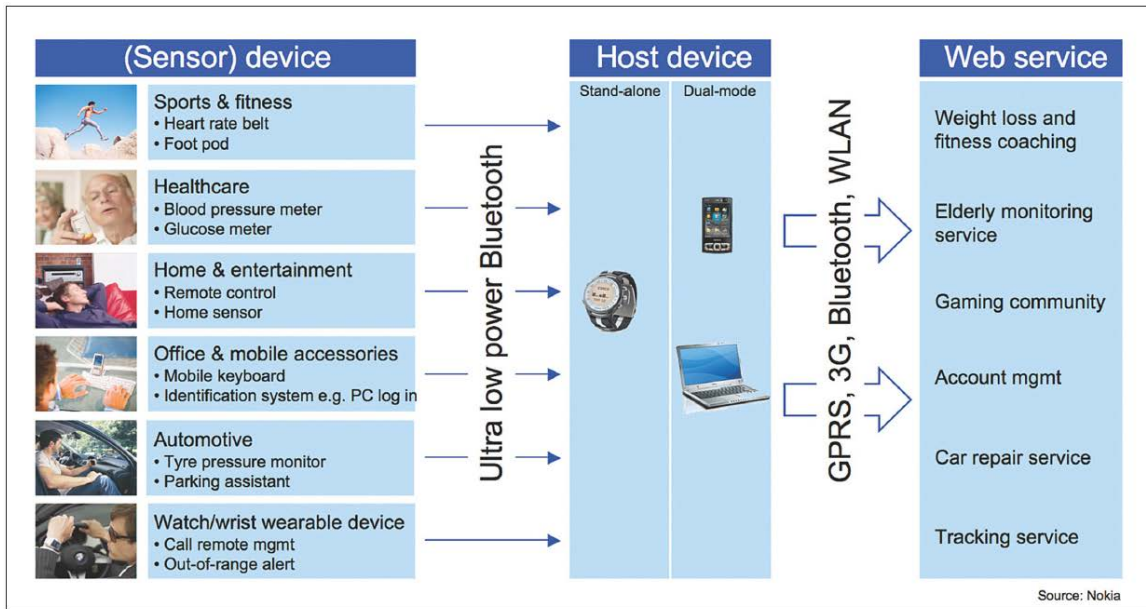 (Sensor) device
Sports & fitness
• Heart rate belt
• Foot pod
Healthcare
• Blood pressure meter
• Glucose meter
Home & entertainment
• Remote control
• Home sensor
Office & mobile accessories
• Mobile keyboard
• Identification system e.g. PC log in
Automotive
• Tyre pressure monitor
• Parking assistant
Watch/wrist wearable device
• Call remote mgmt
• Out-of-range alert
Ultra low power Bluetooth
Host device
Stand-alone
Dual-mode
GPRS, 3G, Bluetooth, WLAN
Web service
Weight loss and
fitness coaching
Elderly monitoring
service
Gaming community
Account mgmt
Car repair service
Tracking service
Source: Nokia